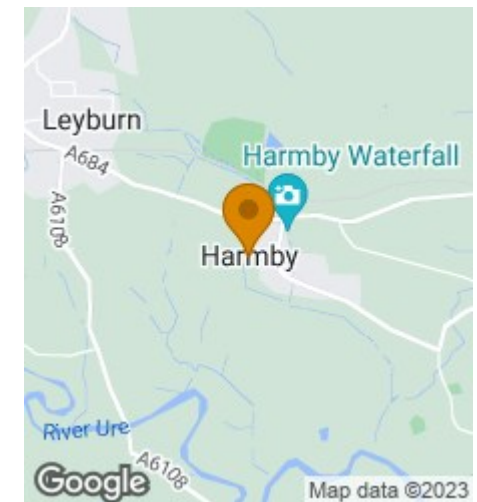 Leyburn
A684
Harmby Waterfall
A6108
Harmby
River Ure
A6108
Google
Map data ©2023